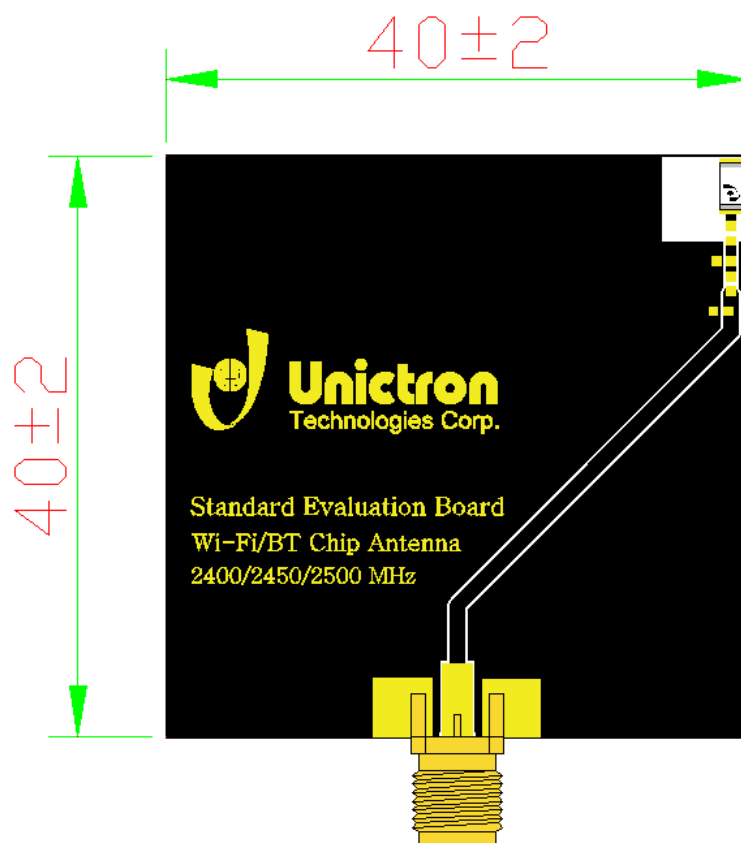 40±2
40±2
Unictron
Technologies Corp.
Standard Evaluation Board
Wi-Fi/BT Chip Antenna
2400/2450/2500 MHz